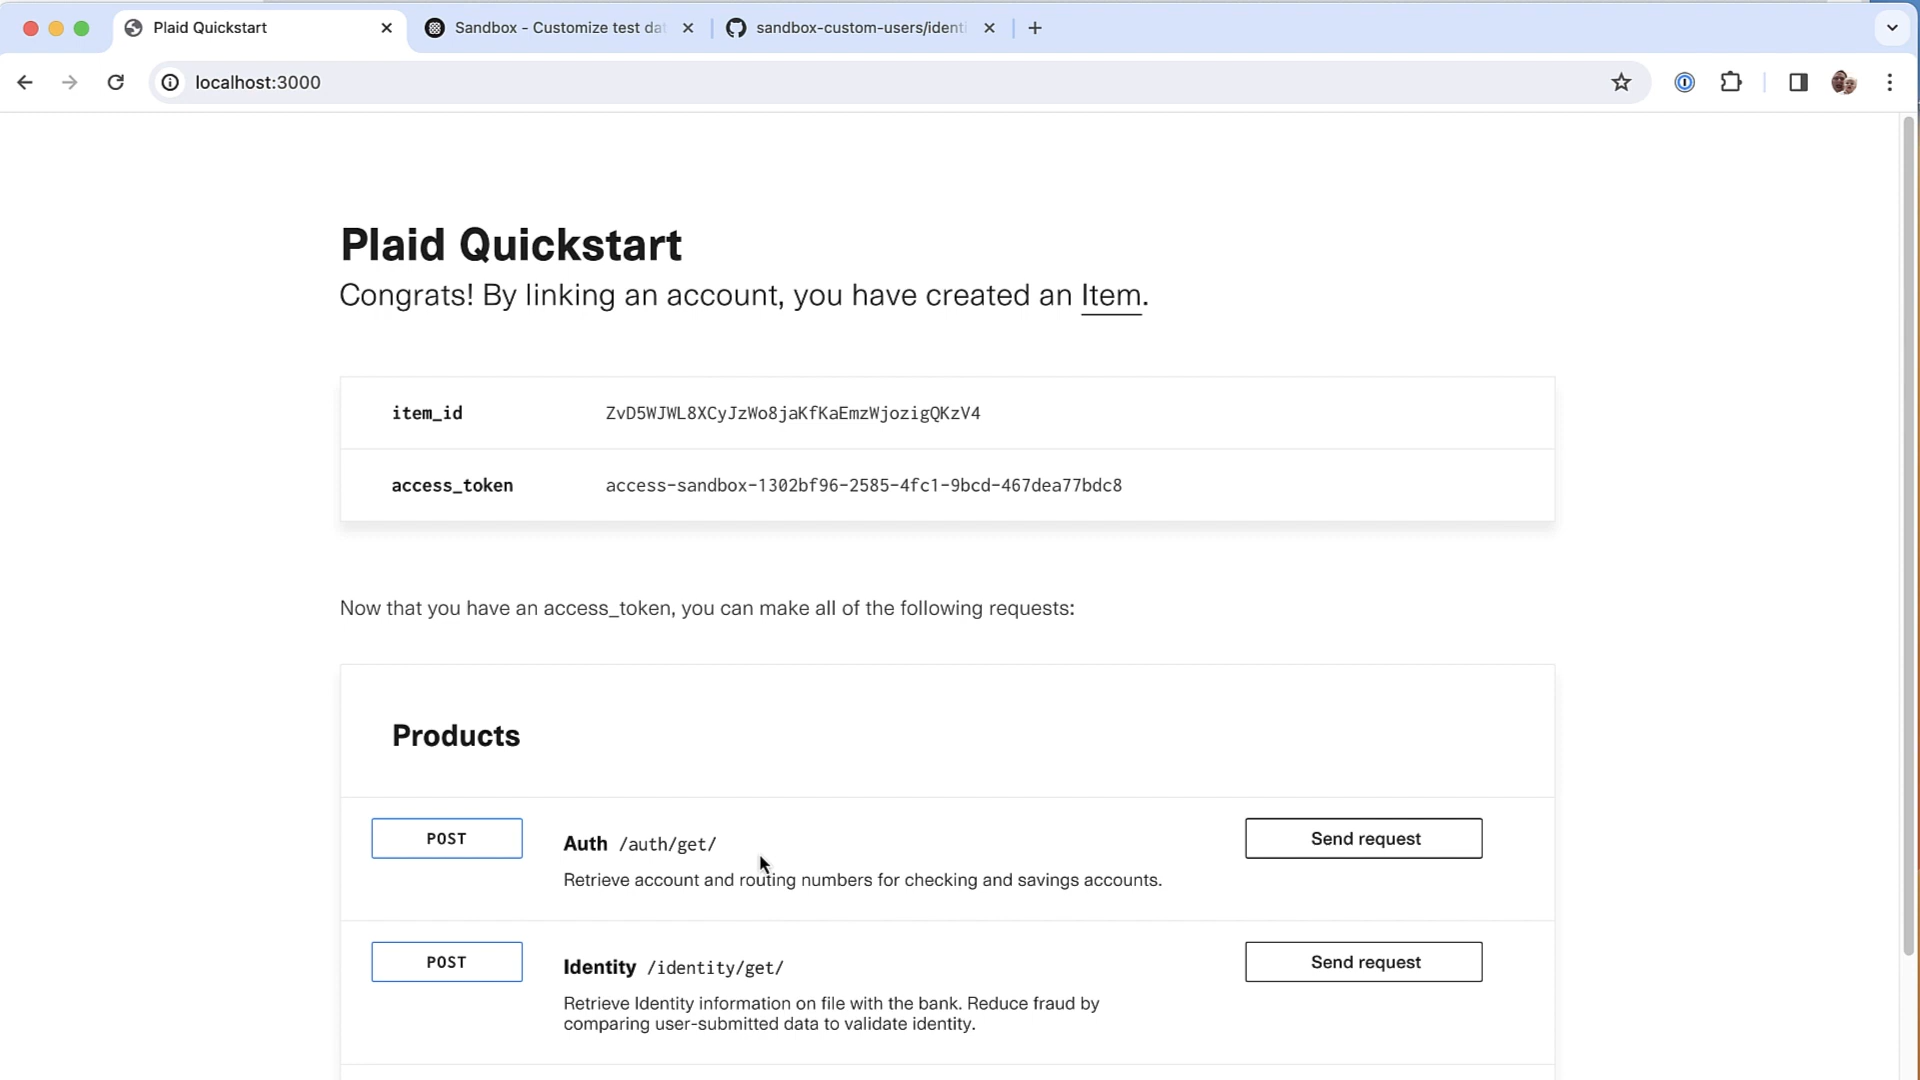 Plaid Quickstart
Sandbox - Customize test da
sandbox-custom-users/ident
localhost:3000
Plaid Quickstart
Congrats! By linking an account, you have created an Item.
item_id ZvD5WJWL8XCyJzWo8jaKfKaEmzWjozigQKzV4
access_token access-sandbox-1302bf96-2585-4fc1-9bcd-467dea77bdc8
Now that you have an access_token, you can make all of the following requests:
Products
POST Auth /auth/get/ Send request
Retrieve account and routing numbers for checking and savings accounts.
POST Identity /identity/get/ Send request
Retrieve Identity information on file with the bank. Reduce fraud by
comparing user-submitted data to validate identity.